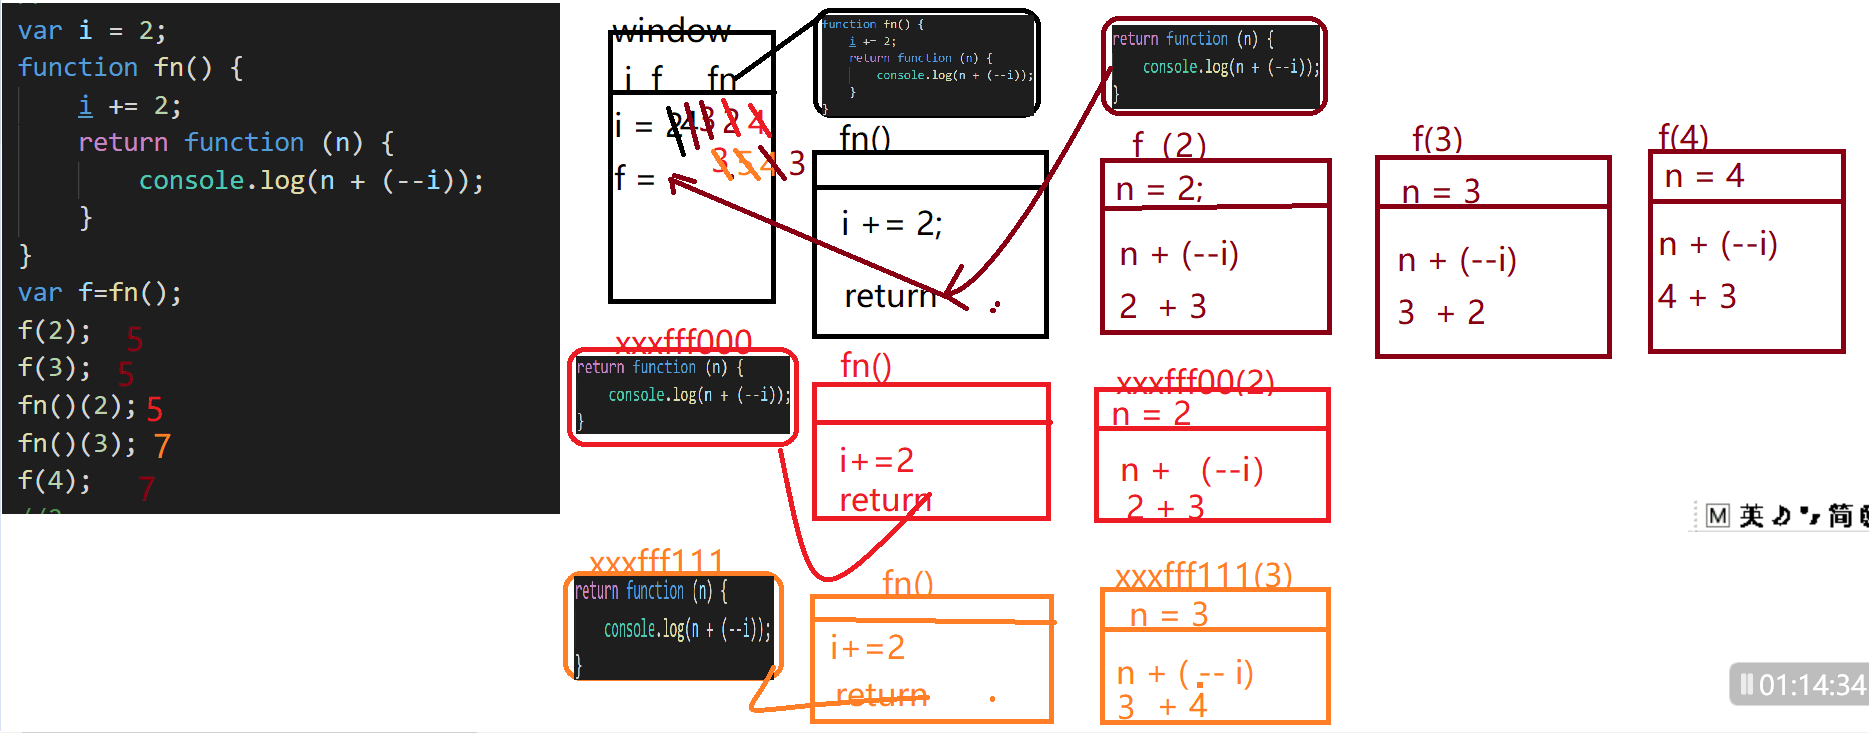 //
var i = 2;
function fn() {
i += 2;
return function (n) {
console.log(n + (--i));
}
}
var f=fn();
f(2); 5
f(3); 5
fn()(2); 5
fn()(3); 7
f(4); 7
window
i f fn
i = 2 4 3 2 4
3 5 4 3
f =
function fn() {
i += 2;
return function (n) {
console.log(n + (--i));
}
}
fn()
i += 2;
return
return function (n) {
console.log(n + (--i));
}
f (2)
n = 2;
n + (--i)
2 + 3
f(3)
n = 3
n + (--i)
3 + 2
f(4)
n = 4
n + (--i)
4 + 3
xxxfff000
return function (n) {
console.log(n + (--i));
}
fn()
i+=2
return
xxxfff00(2)
n = 2
n + (--i)
2 + 3
xxxfff111
return function (n) {
console.log(n + (--i));
}
fn()
i+=2
return
xxxfff111(3)
n = 3
n + ( -- i)
3 + 4
M 英 简
01:14:34